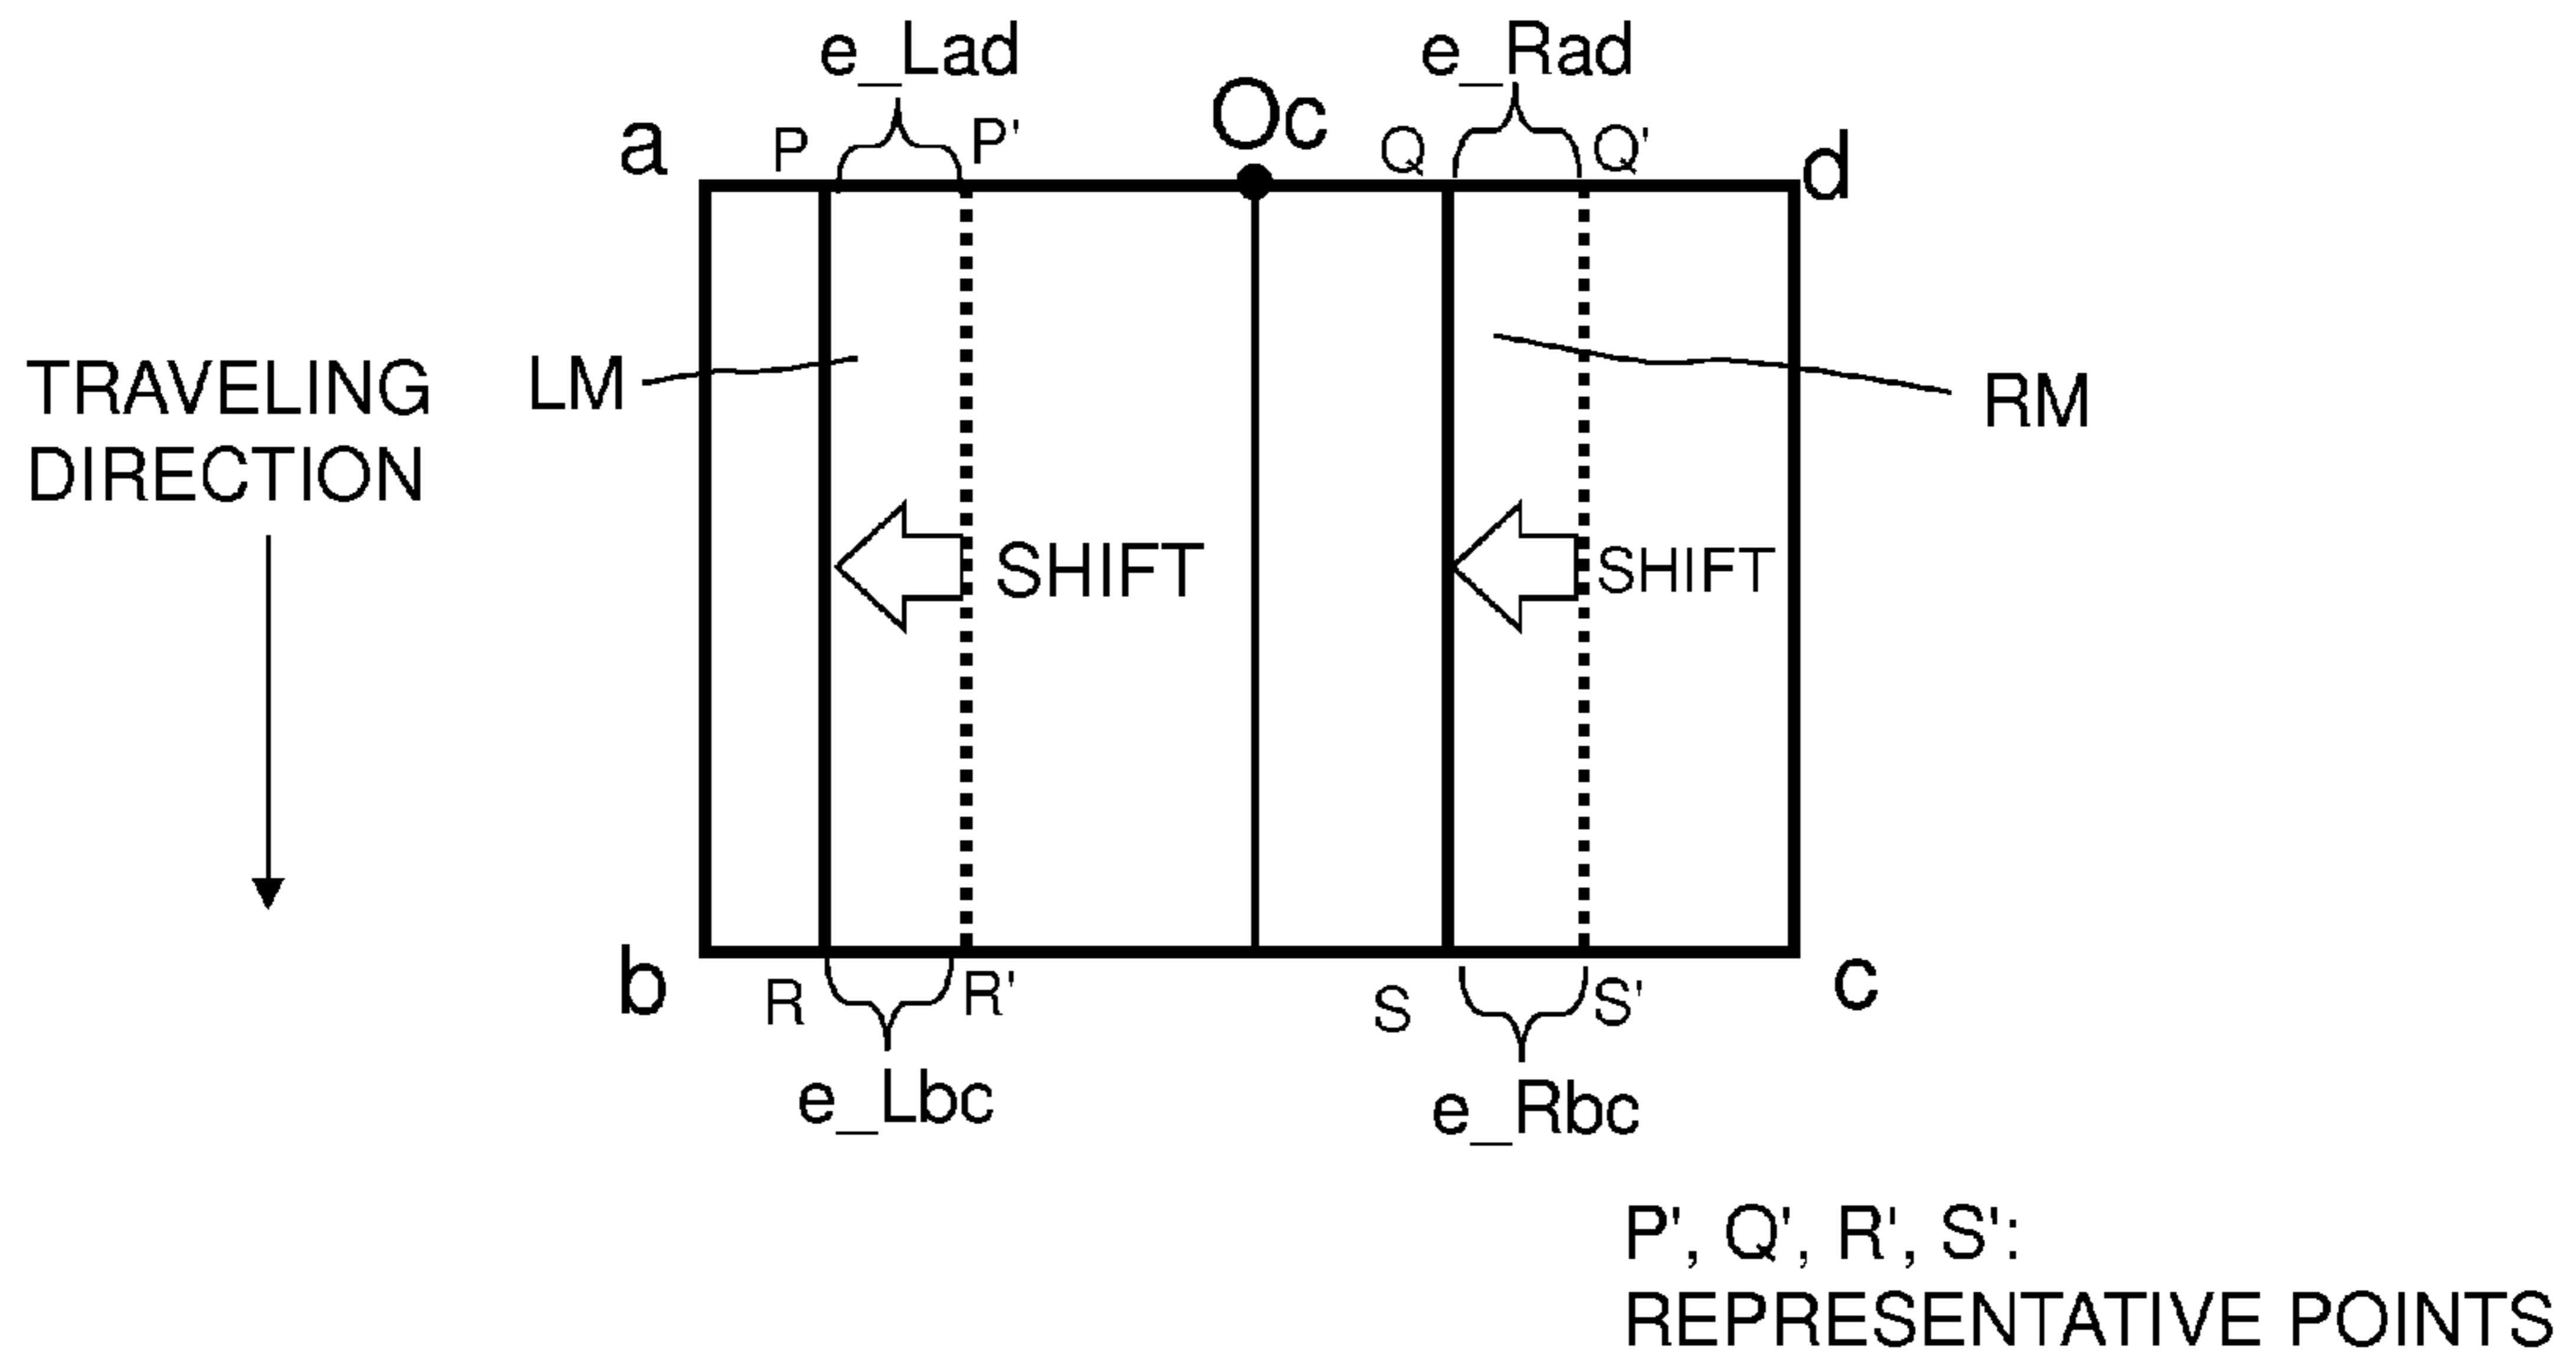 e_Lad
e_Rad
Oc
a
P
P'
Q
Q'
d
LM
RM
TRAVELING
DIRECTION
SHIFT
SHIFT
b
R
R'
S
S'
c
e_Lbc
e_Rbc
P', Q', R', S':
REPRESENTATIVE POINTS